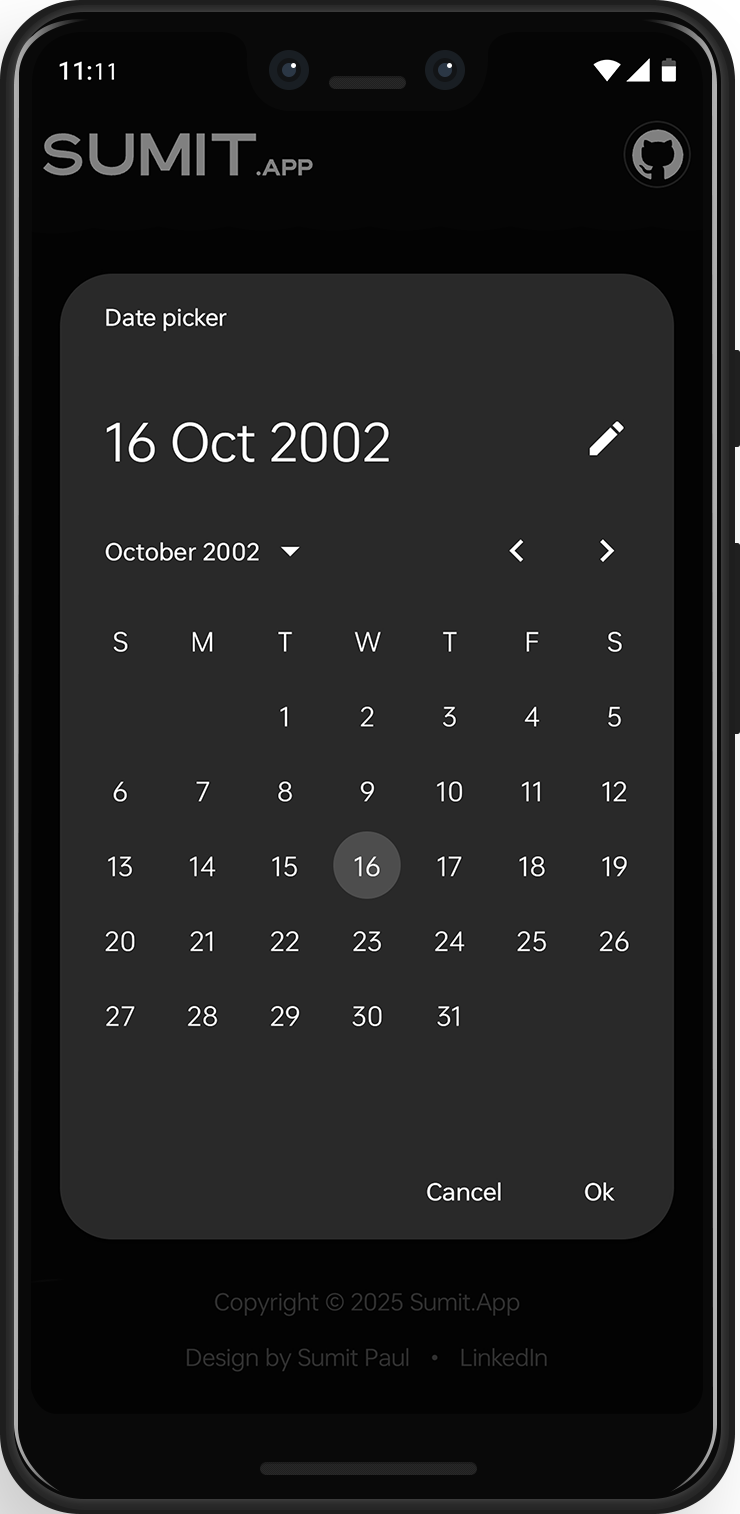 11:11
SUMIT.APP
Date picker
16 Oct 2002
October 2002
S M T W T F S
1 2 3 4 5
6 7 8 9 10 11 12
13 14 15 16 17 18 19
20 21 22 23 24 25 26
27 28 29 30 31
Cancel Ok
Copyright © 2025 Sumit.App
Design by Sumit Paul • LinkedIn